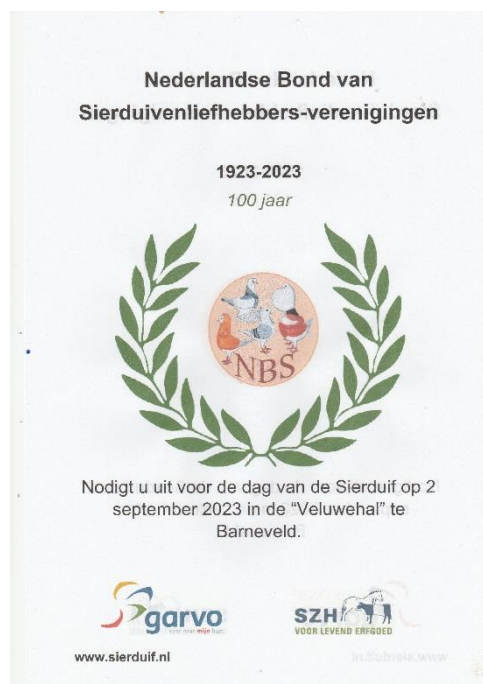 Nederlandse Bond van
Sierduivenliefhebbers-verenigingen
1923-2023
100 jaar
NBS
Nodigt u uit voor de dag van de Sierduif op 2
september 2023 in de "Veluwehal" te
Barneveld.
garvo
SZH
VOOR LEVEND ERFGOED
www.sierduif.nl